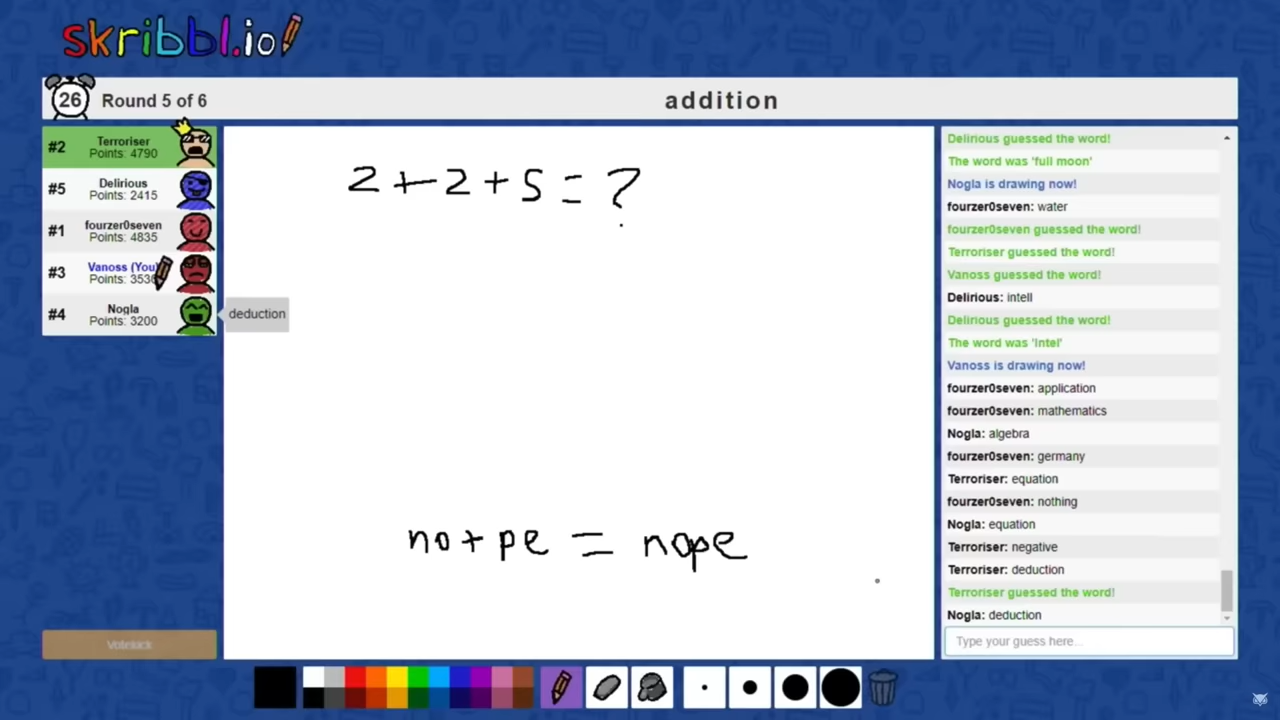 skribbl.io
26
Round 5 of 6
addition
#2
Terroriser
Points: 4790
#5
Delirious
Points: 2415
#1
fourzer0seven
Points: 4835
#3
Vanoss (You)
Points: 3536
#4
Nogla
Points: 3200
deduction
Votekick
2+2+5=?
no+pe = nope
Delirious guessed the word!
The word was 'full moon'
Nogla is drawing now!
fourzer0seven: water
fourzer0seven guessed the word!
Terroriser guessed the word!
Vanoss guessed the word!
Delirious: intell
Delirious guessed the word!
The word was 'Intel'
Vanoss is drawing now!
fourzer0seven: application
fourzer0seven: mathematics
Nogla: algebra
fourzer0seven: germany
Terroriser: equation
fourzer0seven: nothing
Nogla: equation
Terroriser: negative
Terroriser: deduction
Terroriser guessed the word!
Nogla: deduction
Type your guess here...